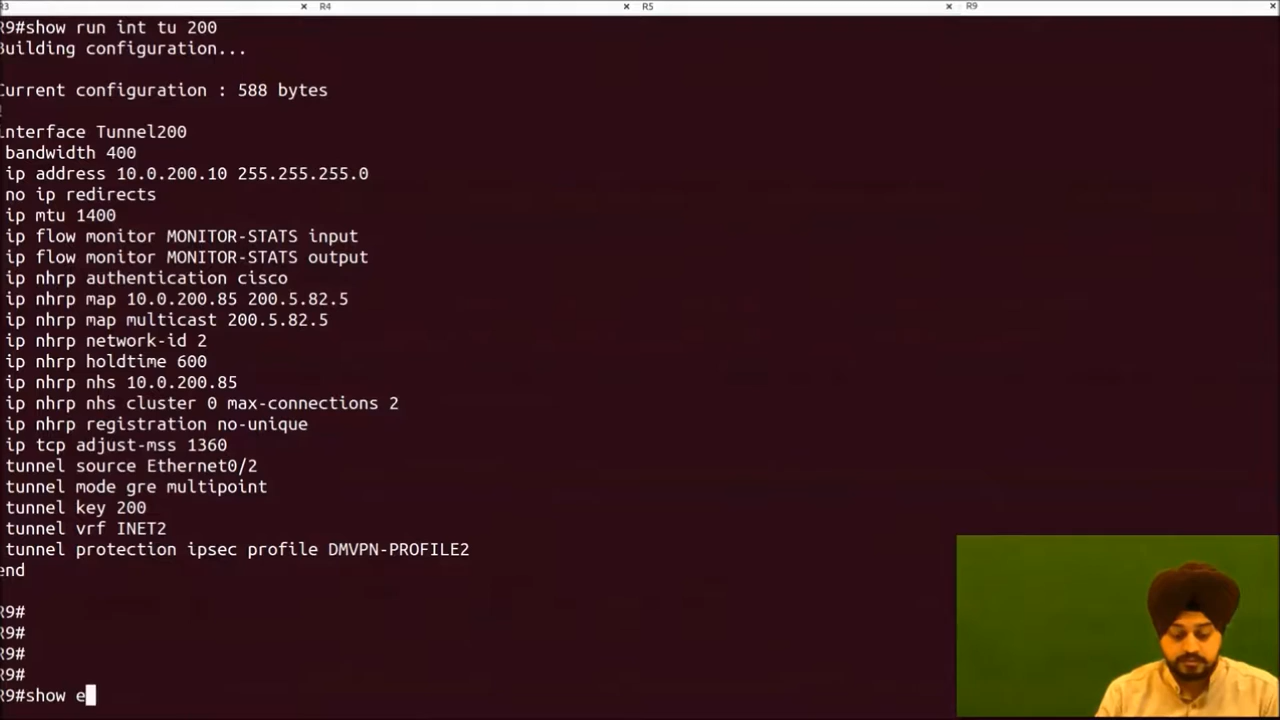 R3 × R4 × R5 × R9 ×
R9#show run int tu 200
Building configuration...
Current configuration : 588 bytes
!
interface Tunnel200
bandwidth 400
ip address 10.0.200.10 255.255.255.0
no ip redirects
ip mtu 1400
ip flow monitor MONITOR-STATS input
ip flow monitor MONITOR-STATS output
ip nhrp authentication cisco
ip nhrp map 10.0.200.85 200.5.82.5
ip nhrp map multicast 200.5.82.5
ip nhrp network-id 2
ip nhrp holdtime 600
ip nhrp nhs 10.0.200.85
ip nhrp nhs cluster 0 max-connections 2
ip nhrp registration no-unique
ip tcp adjust-mss 1360
tunnel source Ethernet0/2
tunnel mode gre multipoint
tunnel key 200
tunnel vrf INET2
tunnel protection ipsec profile DMVPN-PROFILE2
end
R9#
R9#
R9#
R9#
R9#show e